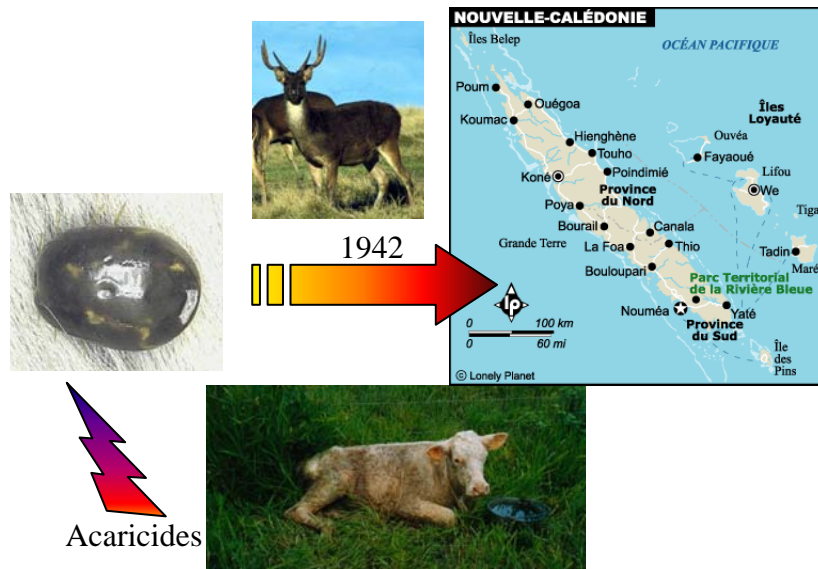 NOUVELLE-CALÉDONIE
Îles Belep
OCÉAN PACIFIQUE
Poum
Ouégoa
Koumac
Îles
Loyauté
Hienghène
Ouvéa
Touho
Fayaoué
Lifou
Koné
Poindimié
We
Province
du Nord
Poya
Tiga
Bourail
Canala
1942
Grande Terre
La Foa
Thio
Tadin
Maré
Bouloupari
Parc Territorial
de la Rivière Bleue
lp
Nouméa
Yaté
0 100 km
0 60 mi
Province
du Sud
Île
des
Pins
© Lonely Planet
Acaricides